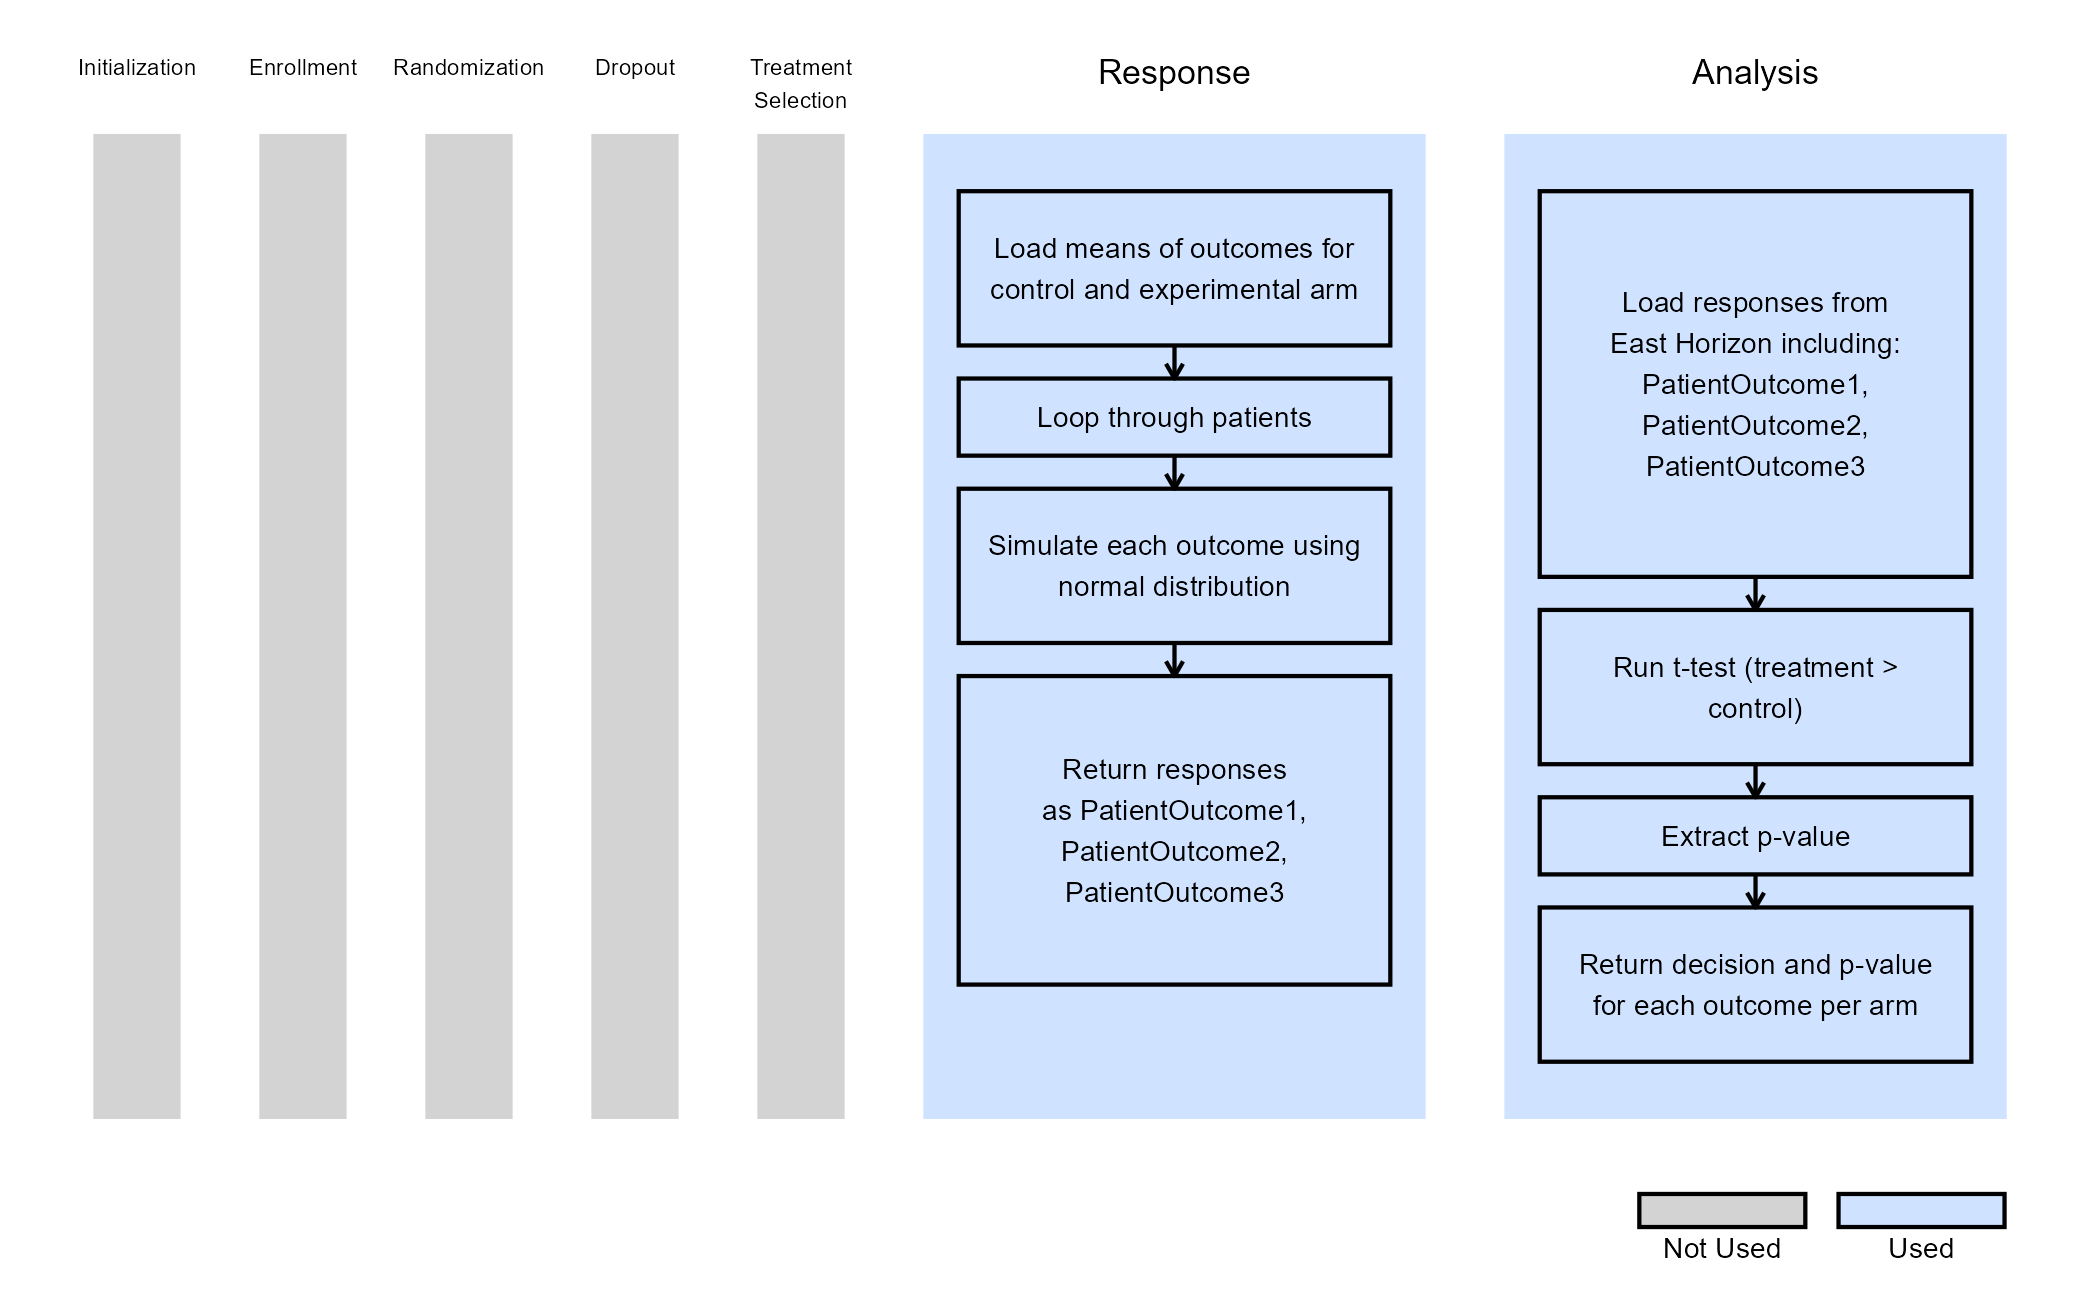 Initialization
Enrollment
Randomization
Dropout
Treatment
Selection
Response
Analysis
Load means of outcomes for
control and experimental arm
Loop through patients
Simulate each outcome using
normal distribution
Return responses
as PatientOutcome1,
PatientOutcome2,
PatientOutcome3
Load responses from
East Horizon including:
PatientOutcome1,
PatientOutcome2,
PatientOutcome3
Run t-test (treatment >
control)
Extract p-value
Return decision and p-value
for each outcome per arm
Not Used
Used